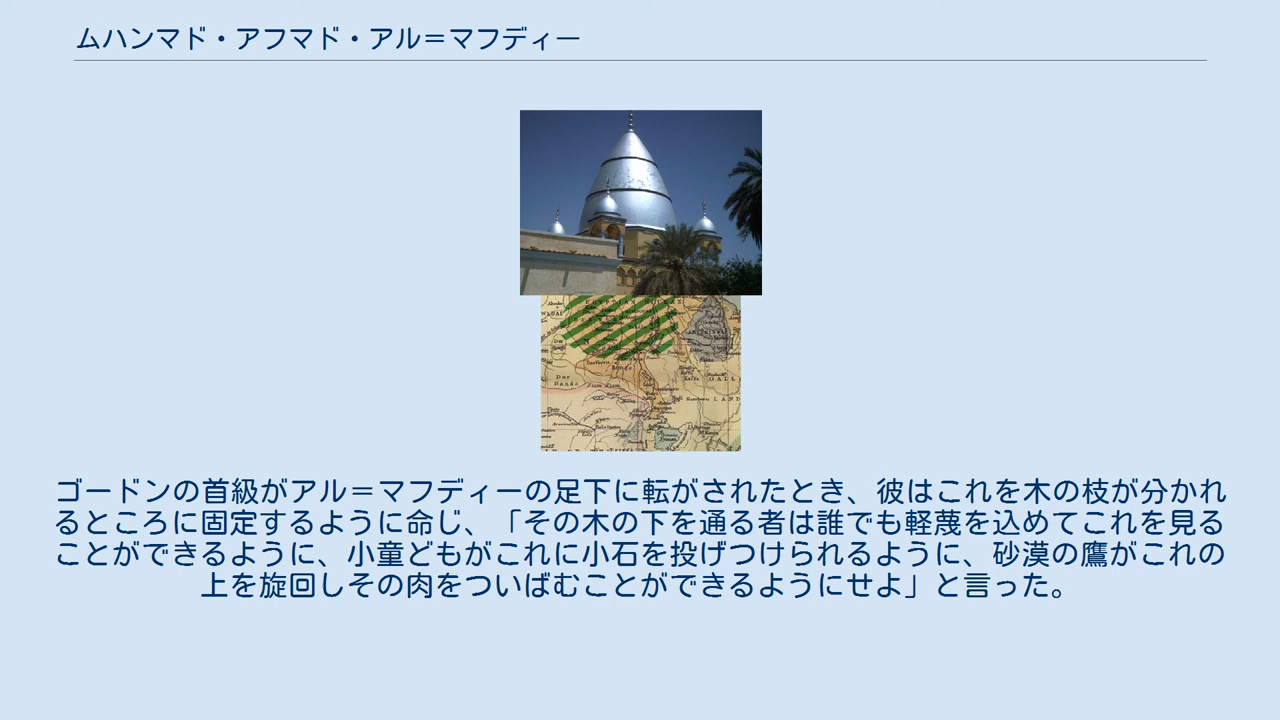 ムハンマド・アフマド・アル＝マフディー
ゴードンの首級がアル＝マフディーの足下に転がされたとき、彼はこれを木の枝が分かれ
るところに固定するように命じ、「その木の下を通る者は誰でも軽蔑を込めてこれを見る
ことができるように、小童どもがこれに小石を投げつけられるように、砂漠の鷹がこれの
上を旋回しその肉をついばむことができるようにせよ」と言った。